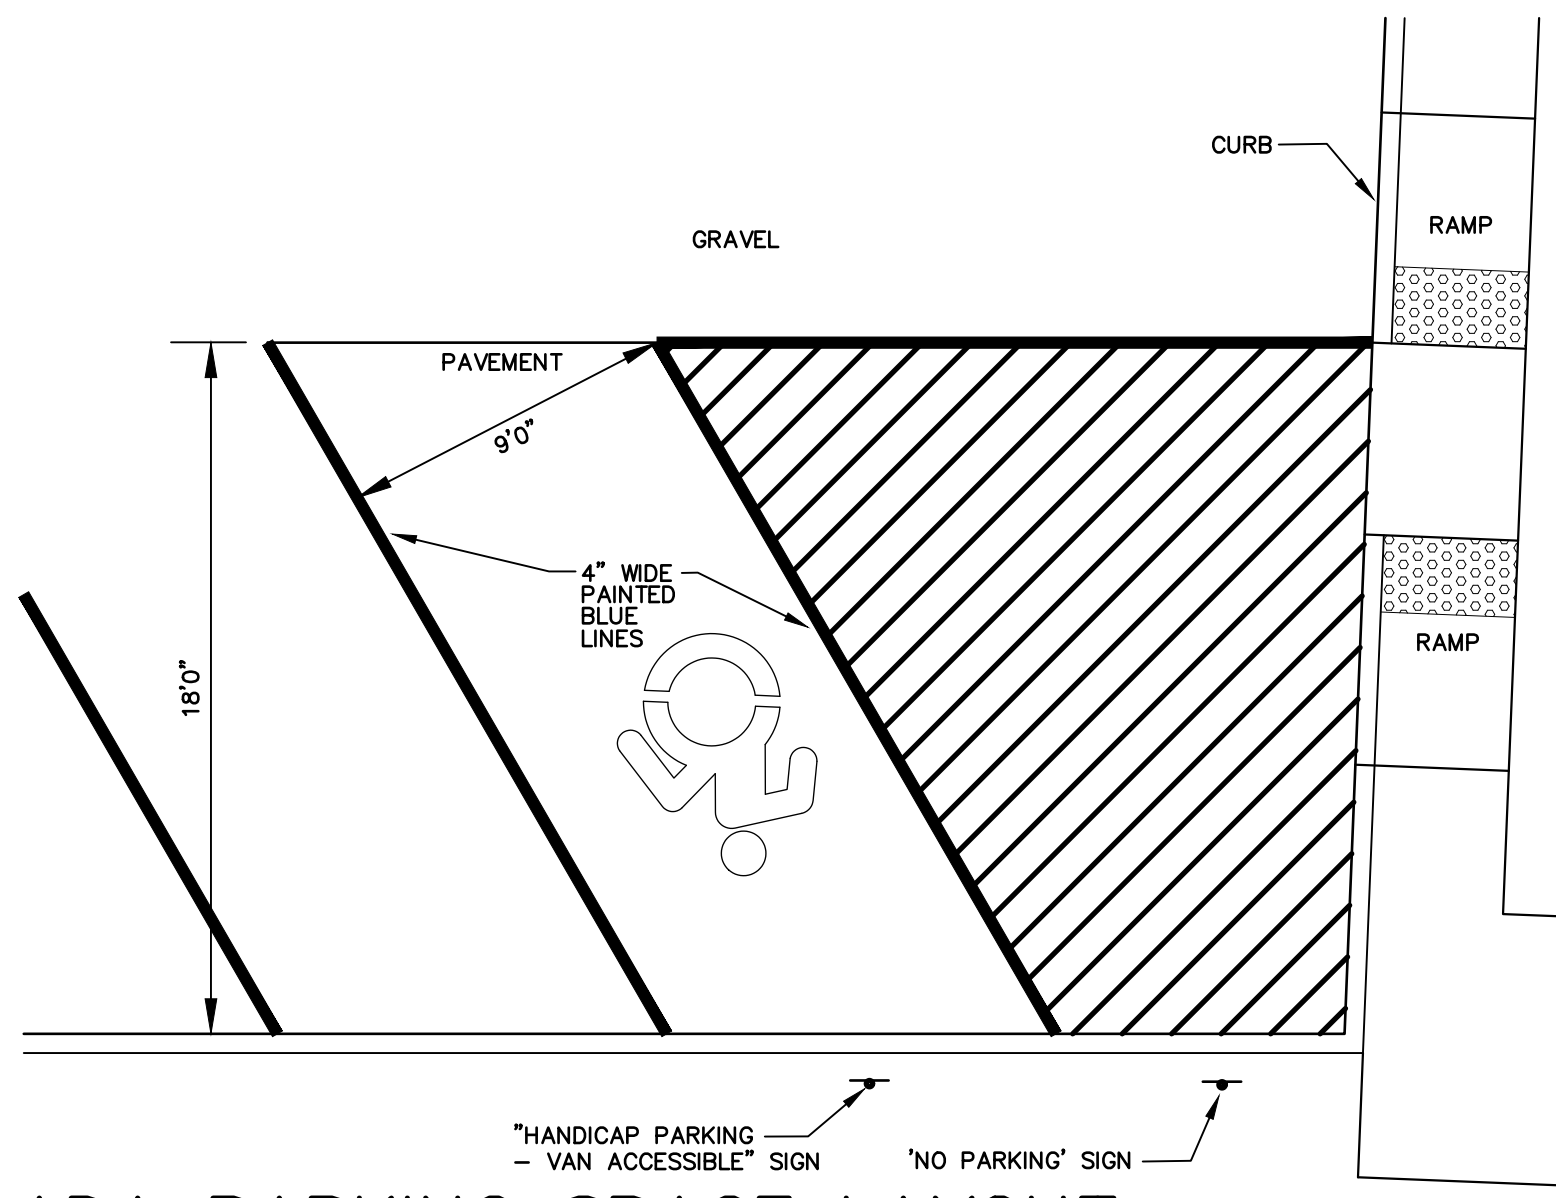 CURB
RAMP
GRAVEL
PAVEMENT
9'0"
4" WIDE
PAINTED
BLUE
LINES
18'0"
RAMP
"HANDICAP PARKING
- VAN ACCESSIBLE" SIGN
'NO PARKING' SIGN